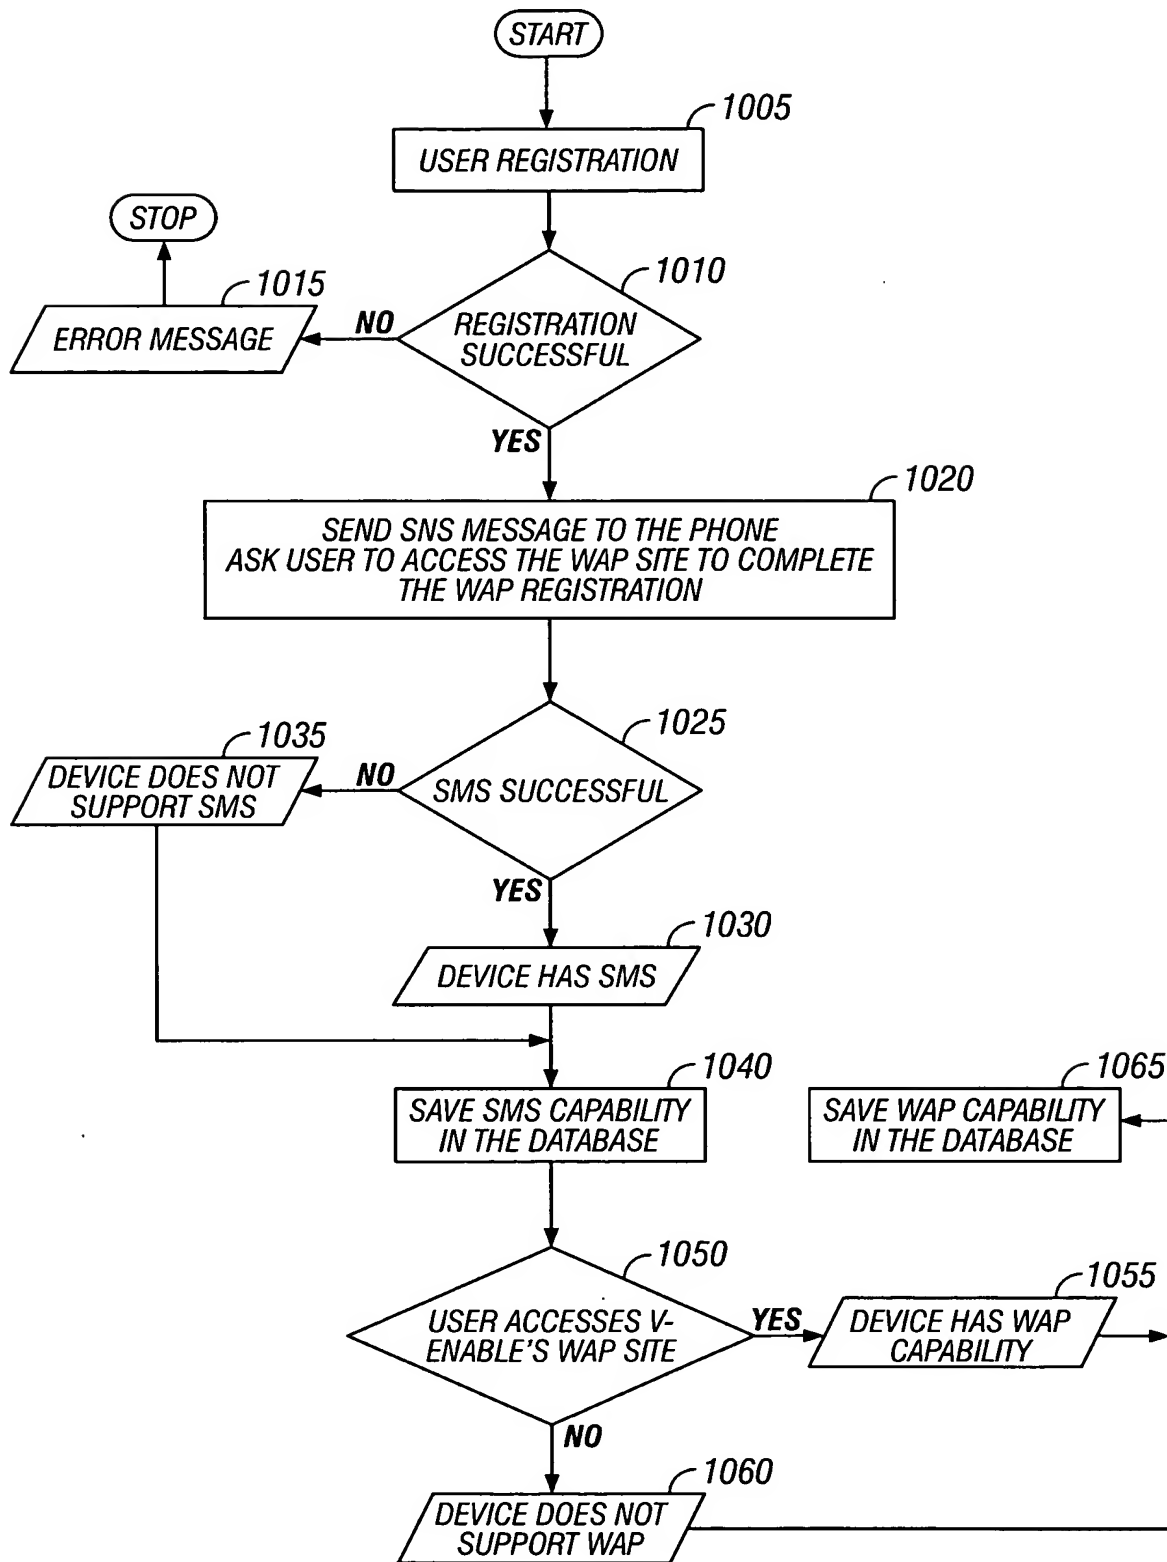 START
1005
USER REGISTRATION
STOP
1015
ERROR MESSAGE
NO
1010
REGISTRATION
SUCCESSFUL
YES
1020
SEND SNS MESSAGE TO THE PHONE
ASK USER TO ACCESS THE WAP SITE TO COMPLETE
THE WAP REGISTRATION
1035
DEVICE DOES NOT
SUPPORT SMS
NO
1025
SMS SUCCESSFUL
YES
1030
DEVICE HAS SMS
1040
SAVE SMS CAPABILITY
IN THE DATABASE
1065
SAVE WAP CAPABILITY
IN THE DATABASE
1050
USER ACCESSES V-
ENABLE'S WAP SITE
YES
1055
DEVICE HAS WAP
CAPABILITY
NO
1060
DEVICE DOES NOT
SUPPORT WAP